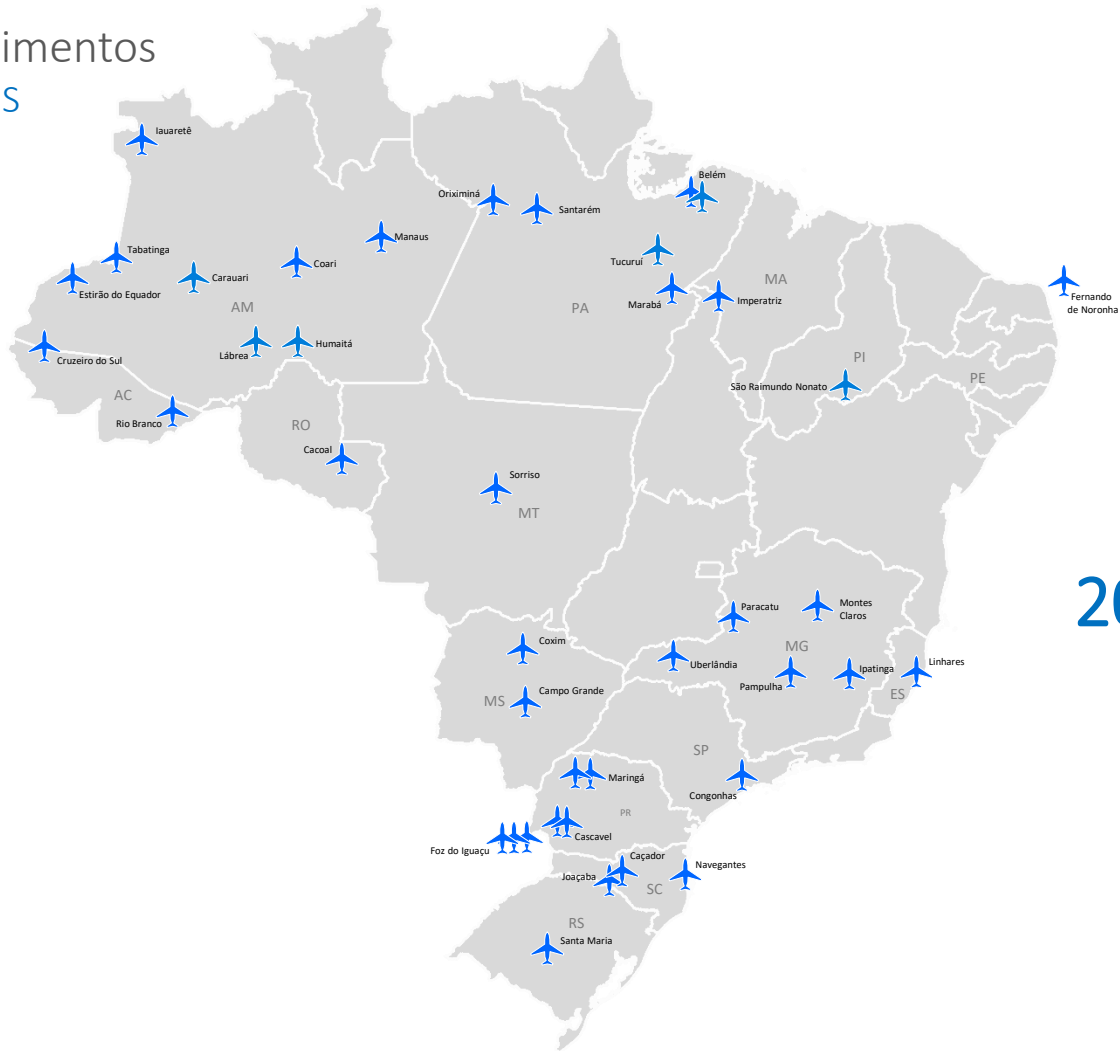 imentos
s
Iauaretê
Belém
Oriximiná
Santarém
Manaus
Tabatinga
Tucuruí
Coari
Carauari
MA
Estirão do Equador
Marabá
Imperatriz
Fernando
de Noronha
AM
PA
Humaitá
Lábrea
Cruzeiro do Sul
PI
PE
São Raimundo Nonato
AC
Rio Branco
RO
Cacoal
Sorriso
MT
20
Paracatu
Montes
Claros
Coxim
MG
Uberlândia
Linhares
Ipatinga
Pampulha
Campo Grande
MS
ES
SP
Maringá
Congonhas
PR
Cascavel
Foz do Iguaçu
Caçador
Navegantes
Joaçaba
SC
RS
Santa Maria